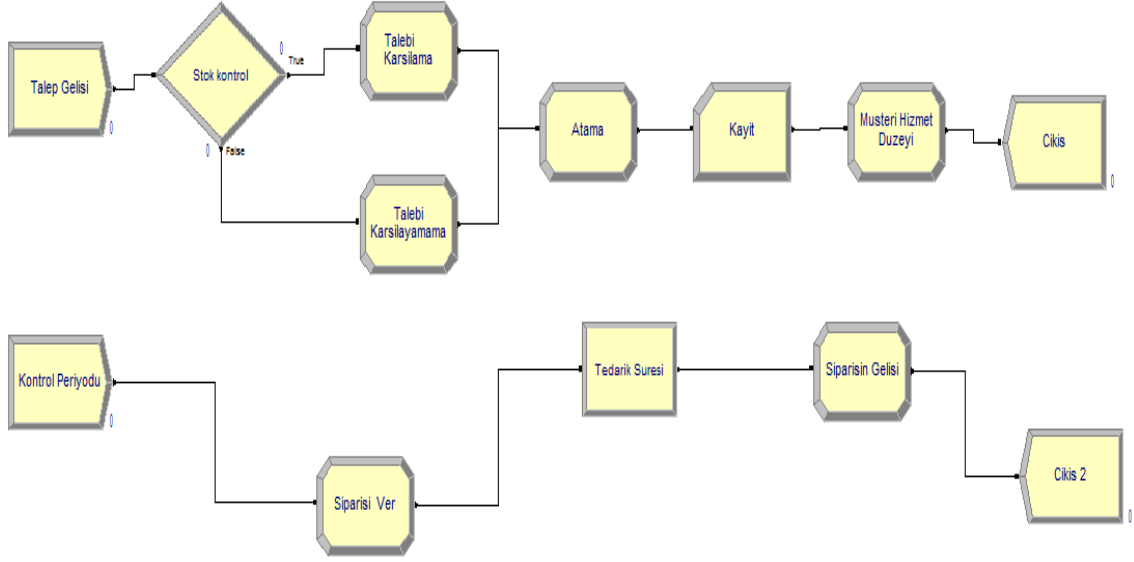 Talep Gelisi
0
Stok kontrol
0
True
0
False
Talebi
Karsilama
Talebi
Karsilayamama
Atama
Kayit
Musteri Hizmet
Duzeyi
Cikis
0
Kontrol Periyodu
0
Siparisi Ver
Tedarik Suresi
Siparisin Gelisi
Cikis 2
0